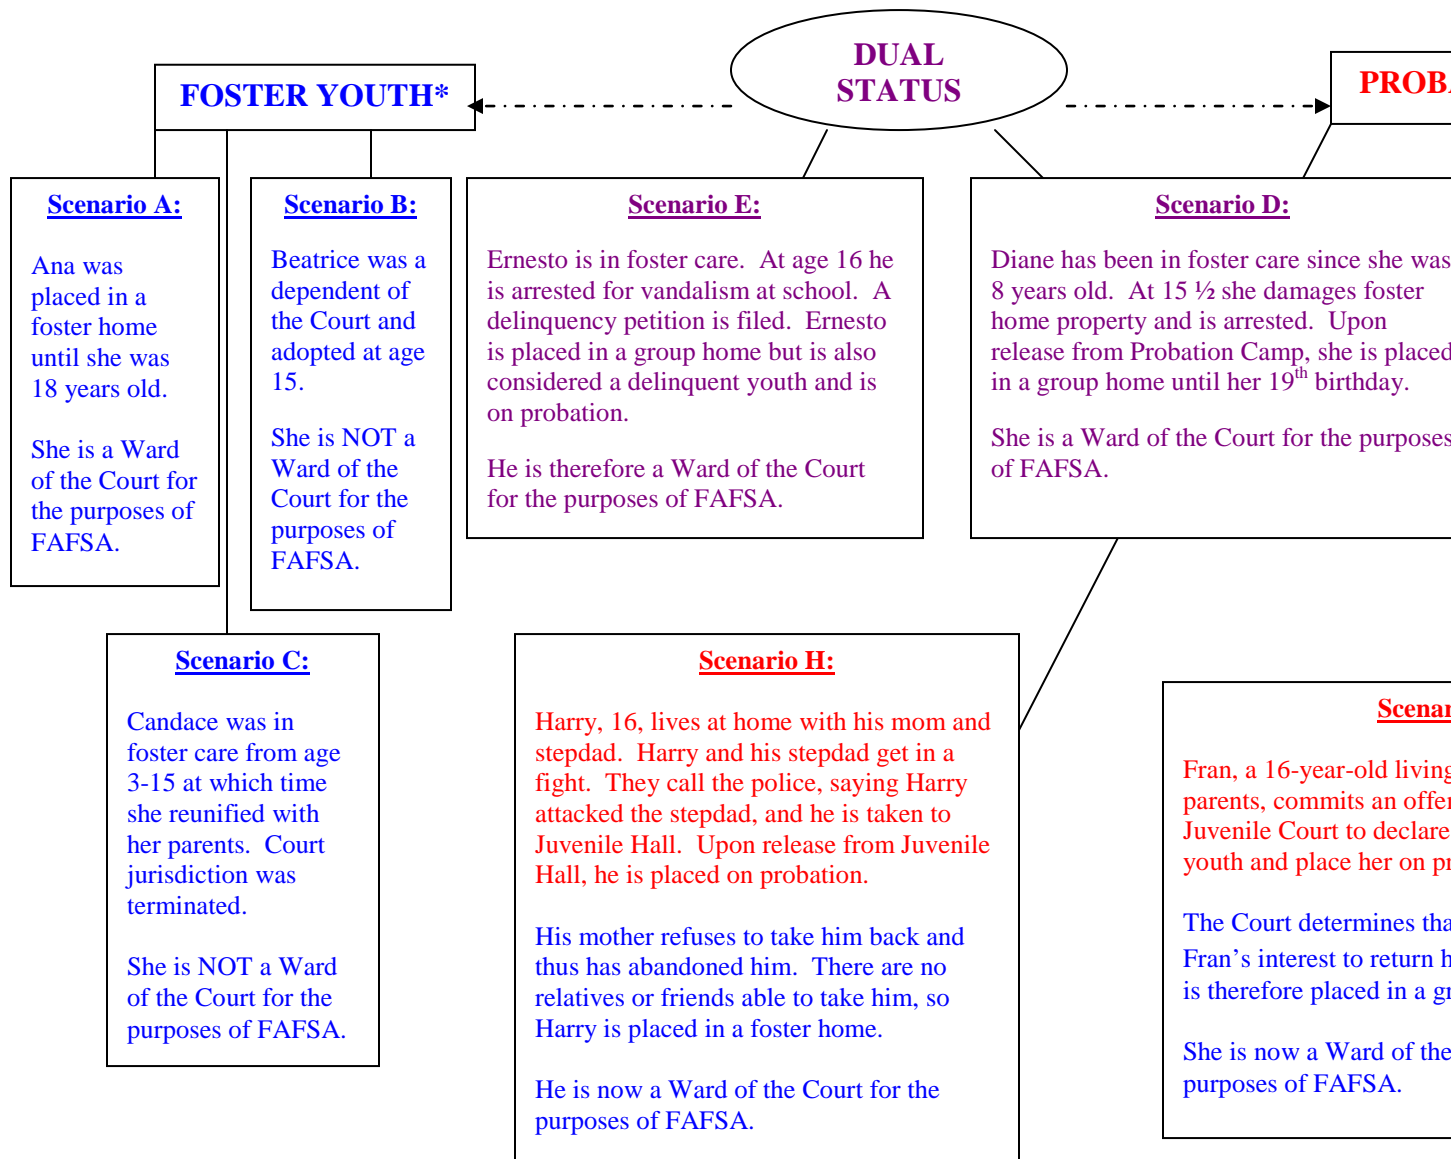 DUAL
STATUS
FOSTER YOUTH*
Scenario A:
Ana was
placed in a
foster home
until she was
18 years old.
She is a Ward
of the Court for
the purposes of
FAFSA.
Scenario B:
Beatrice was a
dependent of
the Court and
adopted at age
15.
She is NOT a
Ward of the
Court for the
purposes of
FAFSA.
Scenario E:
Ernesto is in foster care. At age 16 he
is arrested for vandalism at school. A
delinquency petition is filed. Ernesto
is placed in a group home but is also
considered a delinquent youth and is
on probation.
He is therefore a Ward of the Court
for the purposes of FAFSA.
Scenario D:
Diane has been in foster care since she was
8 years old. At 15 ½ she damages foster
home property and is arrested. Upon
release from Probation Camp, she is placed
in a group home until her 19th birthday.
She is a Ward of the Court for the purposes
of FAFSA.
Scenario C:
Candace was in
foster care from age
3-15 at which time
she reunified with
her parents. Court
jurisdiction was
terminated.
She is NOT a Ward
of the Court for the
purposes of FAFSA.
Scenario H:
Harry, 16, lives at home with his mom and
stepdad. Harry and his stepdad get in a
fight. They call the police, saying Harry
attacked the stepdad, and he is taken to
Juvenile Hall. Upon release from Juvenile
Hall, he is placed on probation.
His mother refuses to take him back and
thus has abandoned him. There are no
relatives or friends able to take him, so
Harry is placed in a foster home.
He is now a Ward of the Court for the
purposes of FAFSA.
Fran, a 16-year-old living
parents, commits an
Juvenile Court to declare
youth and place her on
The Court determines
Fran's interest to return
is therefore placed in a
She is now a Ward of the
purposes of FAFSA.